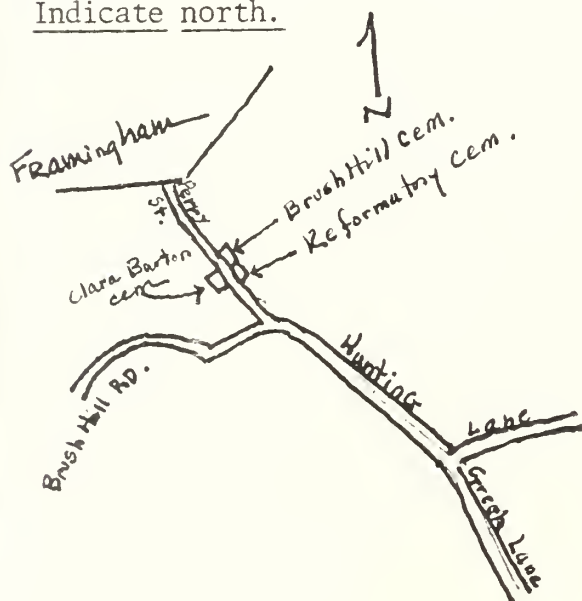 Indicate north.
N
Framingham
Perry
St.
Brush Hill Cem.
Reformatory Cem.
Clara Barton
cem
Brush Hill RD.
Hunting
Lane
Green Lane